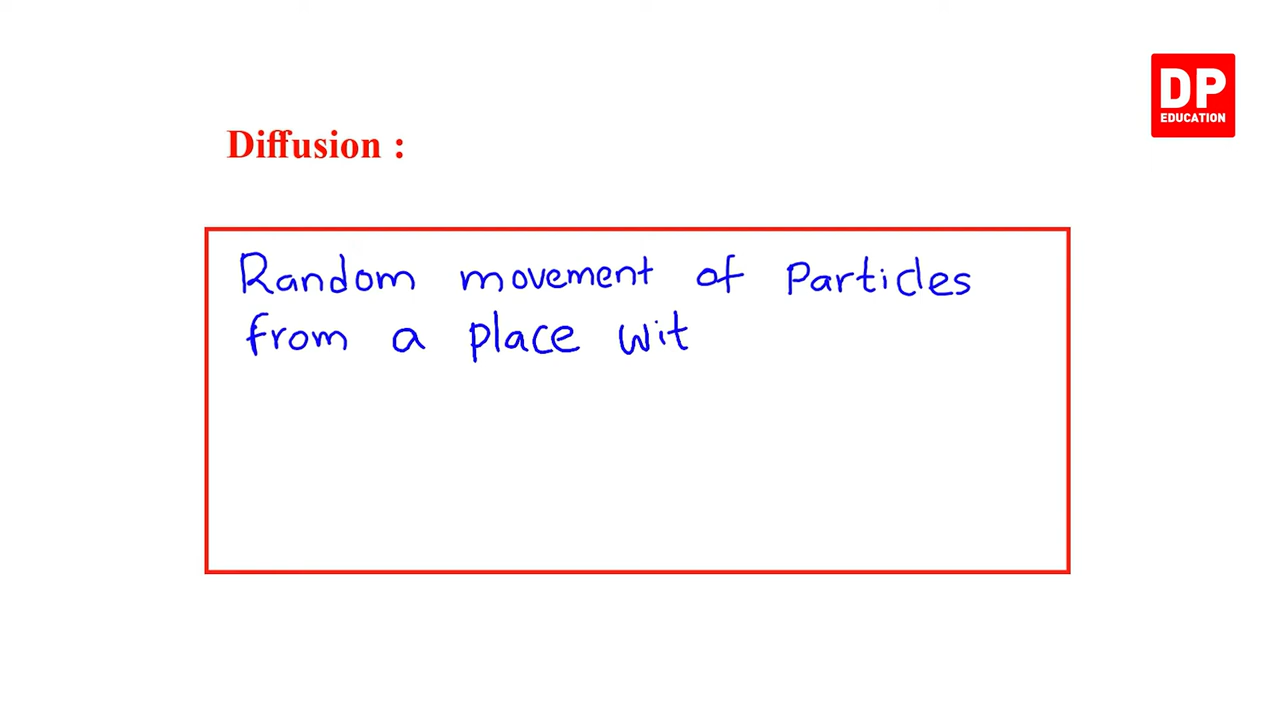 DP
EDUCATION
Diffusion :
Random movement of Particles
from a place wit